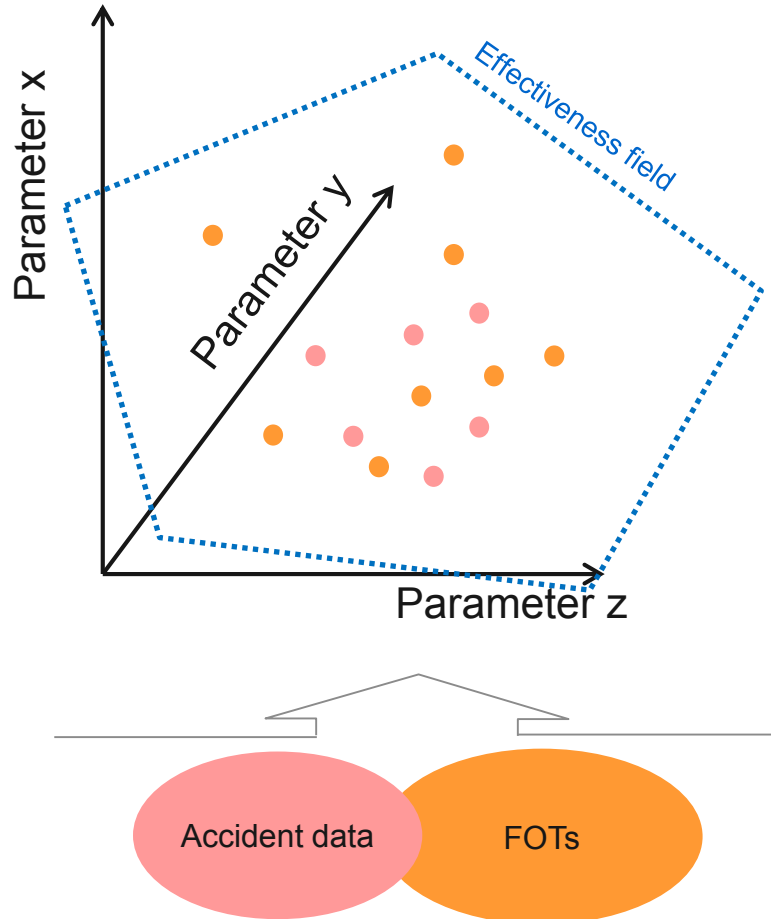 Parameter x
Effectiveness field
Parameter y
Parameter z
Accident data
FOTs